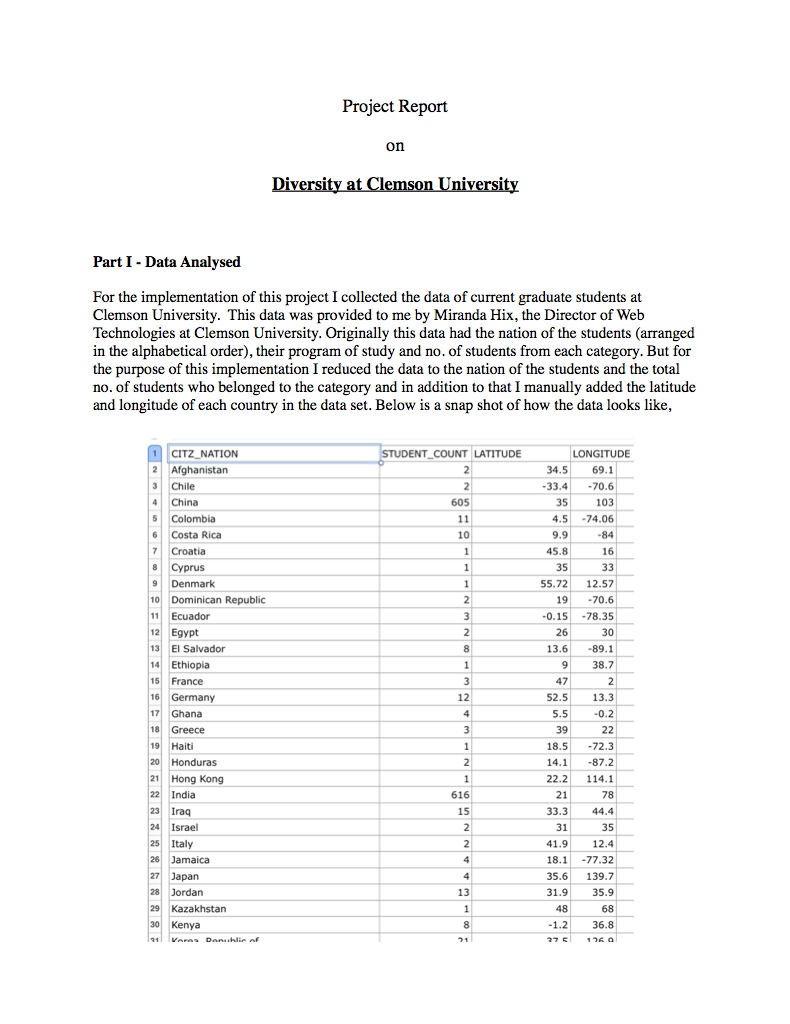 Project Report
on
Diversity at Clemson University
Part I - Data Analysed
For the implementation of this project I collected the data of current graduate students at
Clemson University.  This data was provided to me by Miranda Hix, the Director of Web
Technologies at Clemson University. Originally this data had the nation of the students (arranged
in the alphabetical order), their program of study and no. of students from each category. But for
the purpose of this implementation I reduced the data to the nation of the students and the total
no. of students who belonged to the category and in addition to that I manually added the latitude
and longitude of each country in the data set. Below is a snap shot of how the data looks like,
1 CITZ_NATION STUDENT_COUNT LATITUDE LONGITUDE
2 Afghanistan 2 34.5 69.1
3 Chile 2 -33.4 -70.6
4 China 605 35 103
5 Colombia 11 4.5 -74.06
6 Costa Rica 10 9.9 -84
7 Croatia 1 45.8 16
8 Cyprus 1 35 33
9 Denmark 1 55.72 12.57
10 Dominican Republic 2 19 -70.6
11 Ecuador 3 -0.15 -78.35
12 Egypt 2 26 30
13 El Salvador 8 13.6 -89.1
14 Ethiopia 1 9 38.7
15 France 3 47 2
16 Germany 12 52.5 13.3
17 Ghana 4 5.5 -0.2
18 Greece 3 39 22
19 Haiti 1 18.5 -72.3
20 Honduras 2 14.1 -87.2
21 Hong Kong 1 22.2 114.1
22 India 616 21 78
23 Iraq 15 33.3 44.4
24 Israel 2 31 35
25 Italy 2 41.9 12.4
26 Jamaica 4 18.1 -77.32
27 Japan 4 35.6 139.7
28 Jordan 13 31.9 35.9
29 Kazakhstan 1 48 68
30 Kenya 8 -1.2 36.8
31 Korea, Republic of 21 37.5 126.9